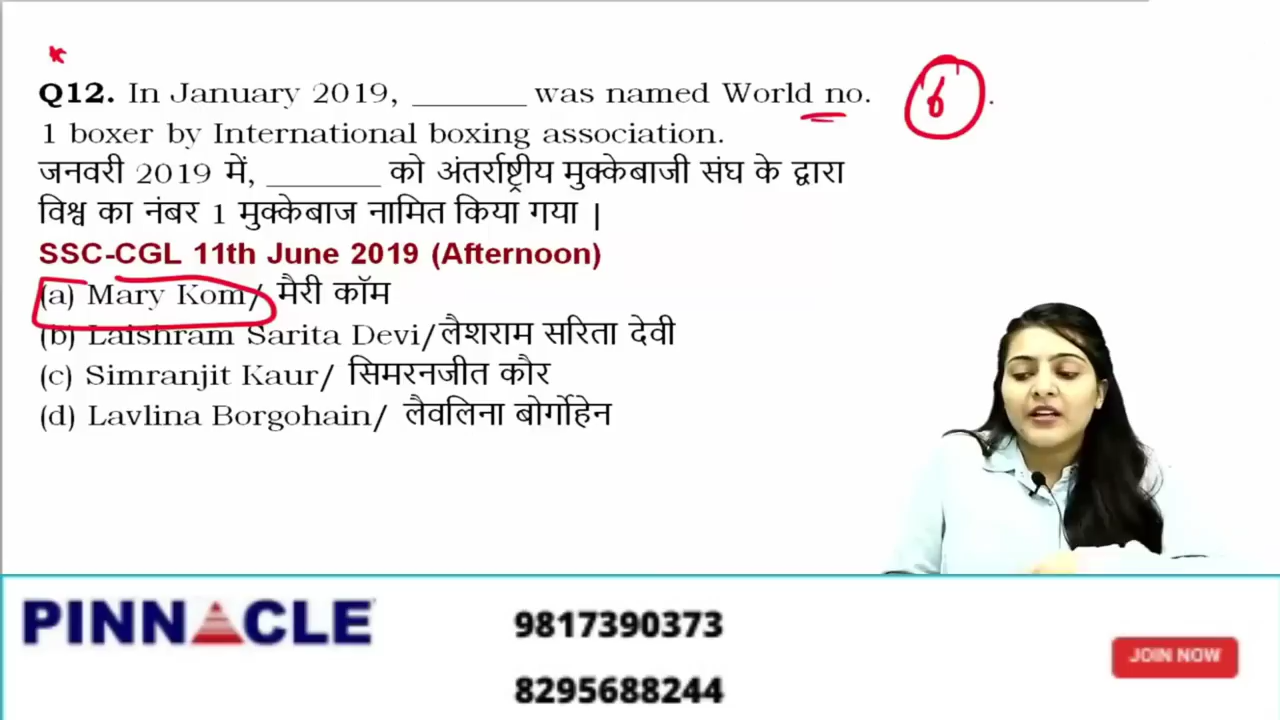 Q12. In January 2019, _______ was named World no.
6
1 boxer by International boxing association.
जनवरी 2019 में, _______ को अंतर्राष्ट्रीय मुक्केबाजी संघ के द्वारा
विश्व का नंबर 1 मुक्केबाज नामित किया गया |
SSC-CGL 11th June 2019 (Afternoon)
(a) Mary Kom/ मैरी कॉम
(b) Laishram Sarita Devi/लैशराम सरिता देवी
(c) Simranjit Kaur/ सिमरनजीत कौर
(d) Lavlina Borgohain/ लैवलिना बोर्गोहेन
PINNACLE
9817390373
8295688244
JOIN NOW